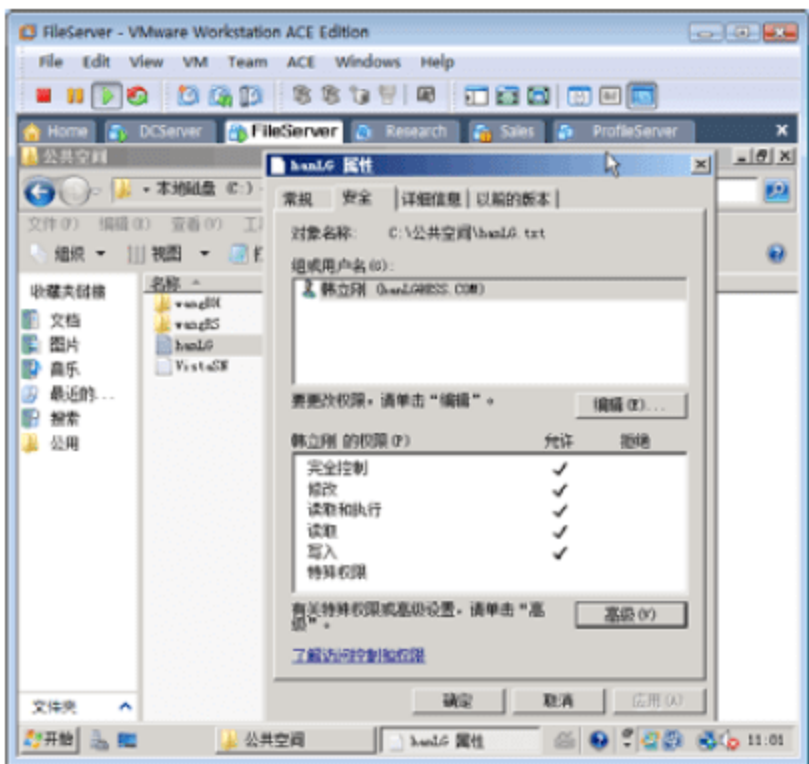 FileServer - VMware Workstation ACE Edition
File Edit View VM Team ACE Windows Help
Home DCServer FileServer Research Sales ProfileServer
公共空间
hanLG 属性
本地磁盘 (C:)
常规 安全 详细信息 以前的版本
文件(F) 编辑(E) 查看(V)
组织 视图
对象名称: C:\公共空间\hanLG.txt
组或用户名(G):
收藏夹链接
名称
韩立刚 (hanLG@ESS.COM)
文档
图片
hanLG
音乐
VistaSW
最近的...
搜索
公用
要更改权限，请单击“编辑”。
编辑(E)...
韩立刚 的权限(P) 允许 拒绝
完全控制
修改
读取和执行
读取
写入
特殊权限
有关特殊权限或高级设置，请单击“高
级”。
高级(V)
了解访问控制和权限
文件夹
确定 取消 应用(A)
开始 公共空间 hanLG 属性 11:01